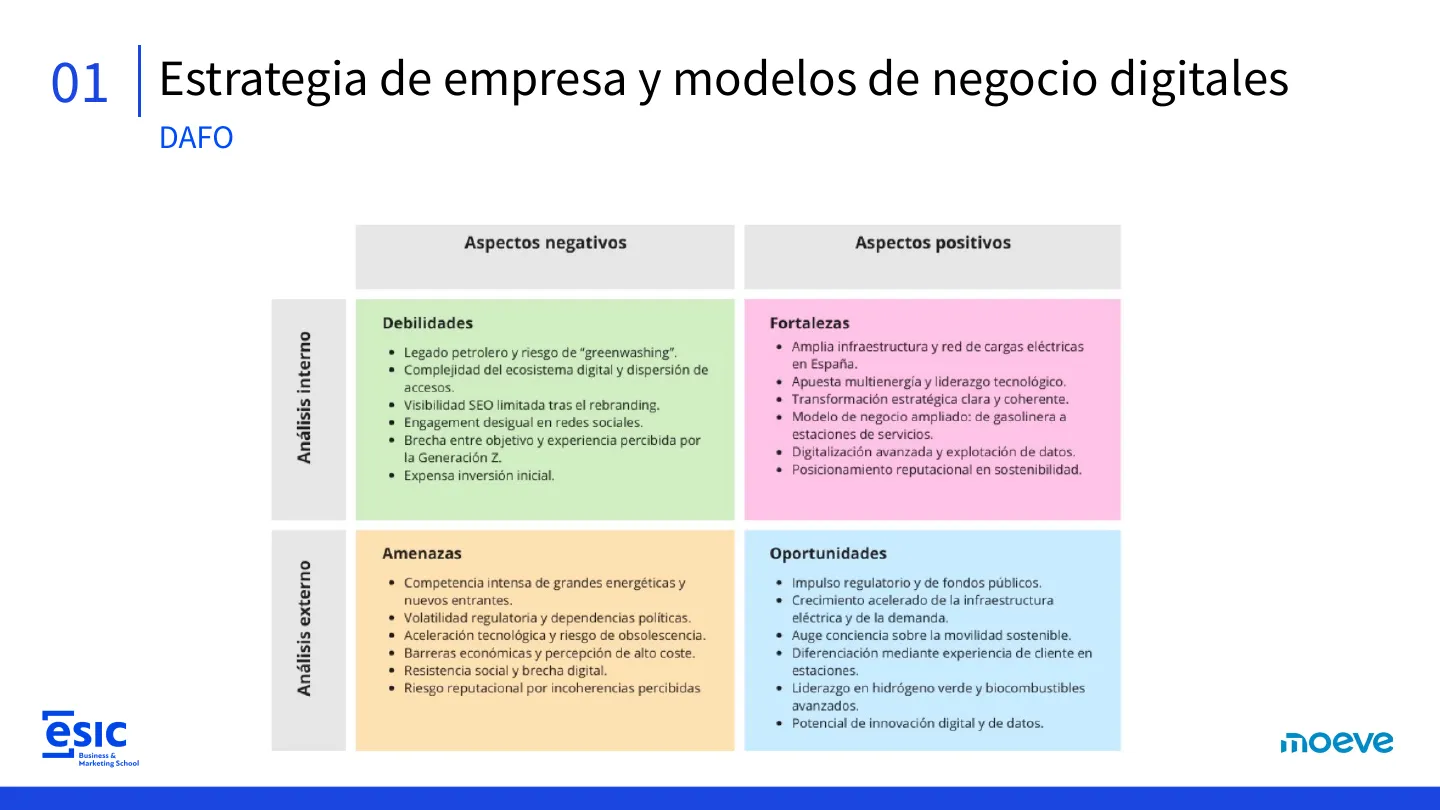 01
Estrategia de empresa y modelos de negocio digitales
DAFO
Aspectos negativos
Aspectos positivos
Análisis interno
Debilidades
• Legado petrolero y riesgo de “greenwashing”.
• Complejidad del ecosistema digital y dispersión de
accesos.
• Visibilidad SEO limitada tras el rebranding.
• Engagement desigual en redes sociales.
• Brecha entre objetivo y experiencia percibida por
la Generación Z.
• Expensa inversión inicial.
Fortalezas
• Amplia infraestructura y red de cargas eléctricas
en España.
• Apuesta multienergía y liderazgo tecnológico.
• Transformación estratégica clara y coherente.
• Modelo de negocio ampliado: de gasolinera a
estaciones de servicios.
• Digitalización avanzada y explotación de datos.
• Posicionamiento reputacional en sostenibilidad.
Análisis externo
Amenazas
• Competencia intensa de grandes energéticas y
nuevos entrantes.
• Volatilidad regulatoria y dependencias políticas.
• Aceleración tecnológica y riesgo de obsolescencia.
• Barreras económicas y percepción de alto coste.
• Resistencia social y brecha digital.
• Riesgo reputacional por incoherencias percibidas
Oportunidades
• Impulso regulatorio y de fondos públicos.
• Crecimiento acelerado de la infraestructura
eléctrica y de la demanda.
• Auge conciencia sobre la movilidad sostenible.
• Diferenciación mediante experiencia de cliente en
estaciones.
• Liderazgo en hidrógeno verde y biocombustibles
avanzados.
• Potencial de innovación digital y de datos.
esic
Business &
Marketing School
moeve